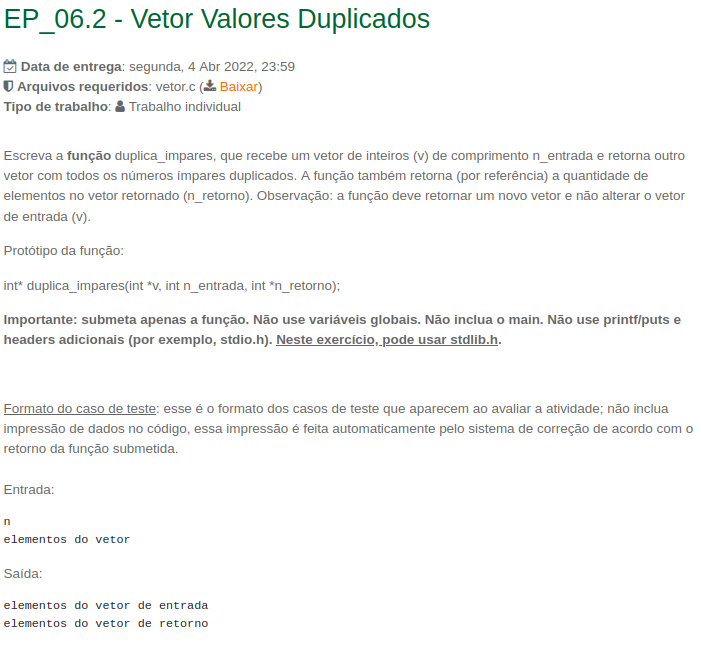 EP_06.2 - Vetor Valores Duplicados
Data de entrega: segunda, 4 Abr 2022, 23:59
Arquivos requeridos: vetor.c (Baixar)
Tipo de trabalho: Trabalho individual
Escreva a função duplica_impares, que recebe um vetor de inteiros (v) de comprimento n_entrada e retorna outro
vetor com todos os números ímpares duplicados. A função também retorna (por referência) a quantidade de
elementos no vetor retornado (n_retorno). Observação: a função deve retornar um novo vetor e não alterar o vetor
de entrada (v).
Protótipo da função:
int* duplica_impares(int *v, int n_entrada, int *n_retorno);
Importante: submeta apenas a função. Não use variáveis globais. Não inclua o main. Não use printf/puts e
headers adicionais (por exemplo, stdio.h). Neste exercício, pode usar stdlib.h.
Formato do caso de teste: esse é o formato dos casos de teste que aparecem ao avaliar a atividade; não inclua
impressão de dados no código, essa impressão é feita automaticamente pelo sistema de correção de acordo com o
retorno da função submetida.
Entrada:
n
elementos do vetor
Saída:
elementos do vetor de entrada
elementos do vetor de retorno